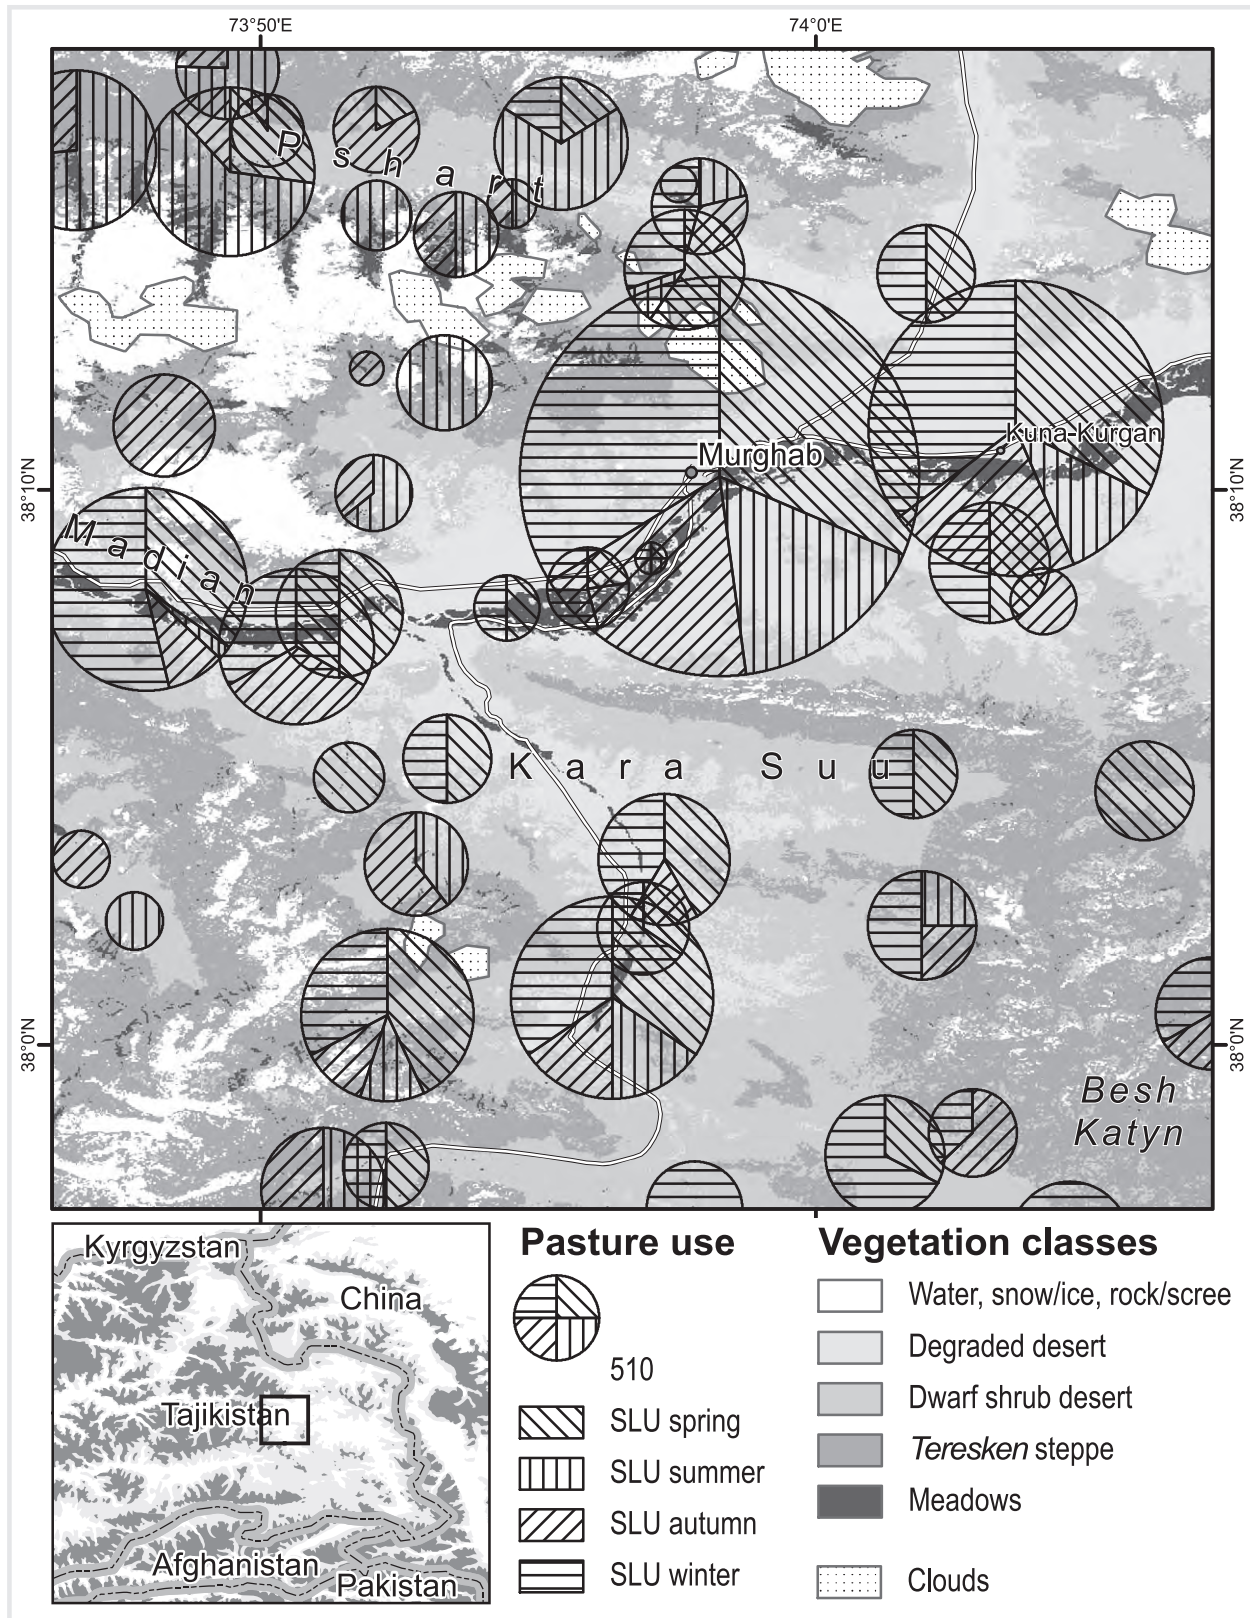 73°50'E
74°0'E
Pshart
38°10'N
38°10'N
Murghab
Kuna-Kurgan
Madian
Kara Suu
38°0'N
38°0'N
Besh
Katyn
Kyrgyzstan
China
Tajikistan
Afghanistan
Pakistan
Pasture use
510
SLU spring
SLU summer
SLU autumn
SLU winter
Vegetation classes
Water, snow/ice, rock/scree
Degraded desert
Dwarf shrub desert
Teresken steppe
Meadows
Clouds